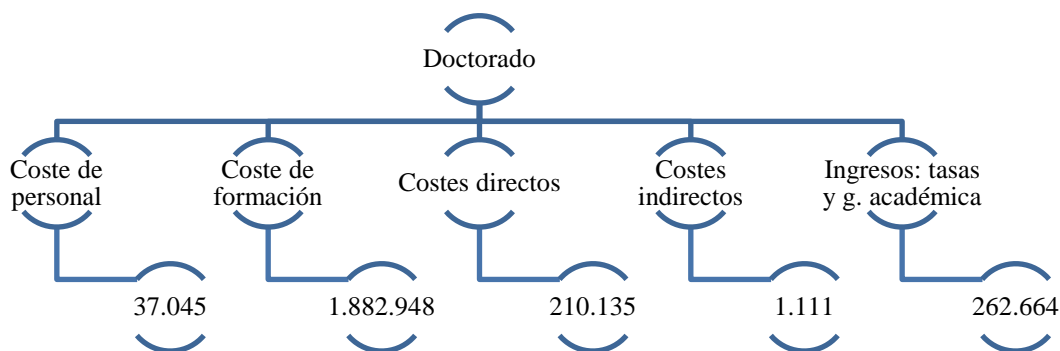 Doctorado
Coste de
personal
Coste de
formación
Costes directos
Costes
indirectos
Ingresos: tasas
y g. académica
37.045
1.882.948
210.135
1.111
262.664